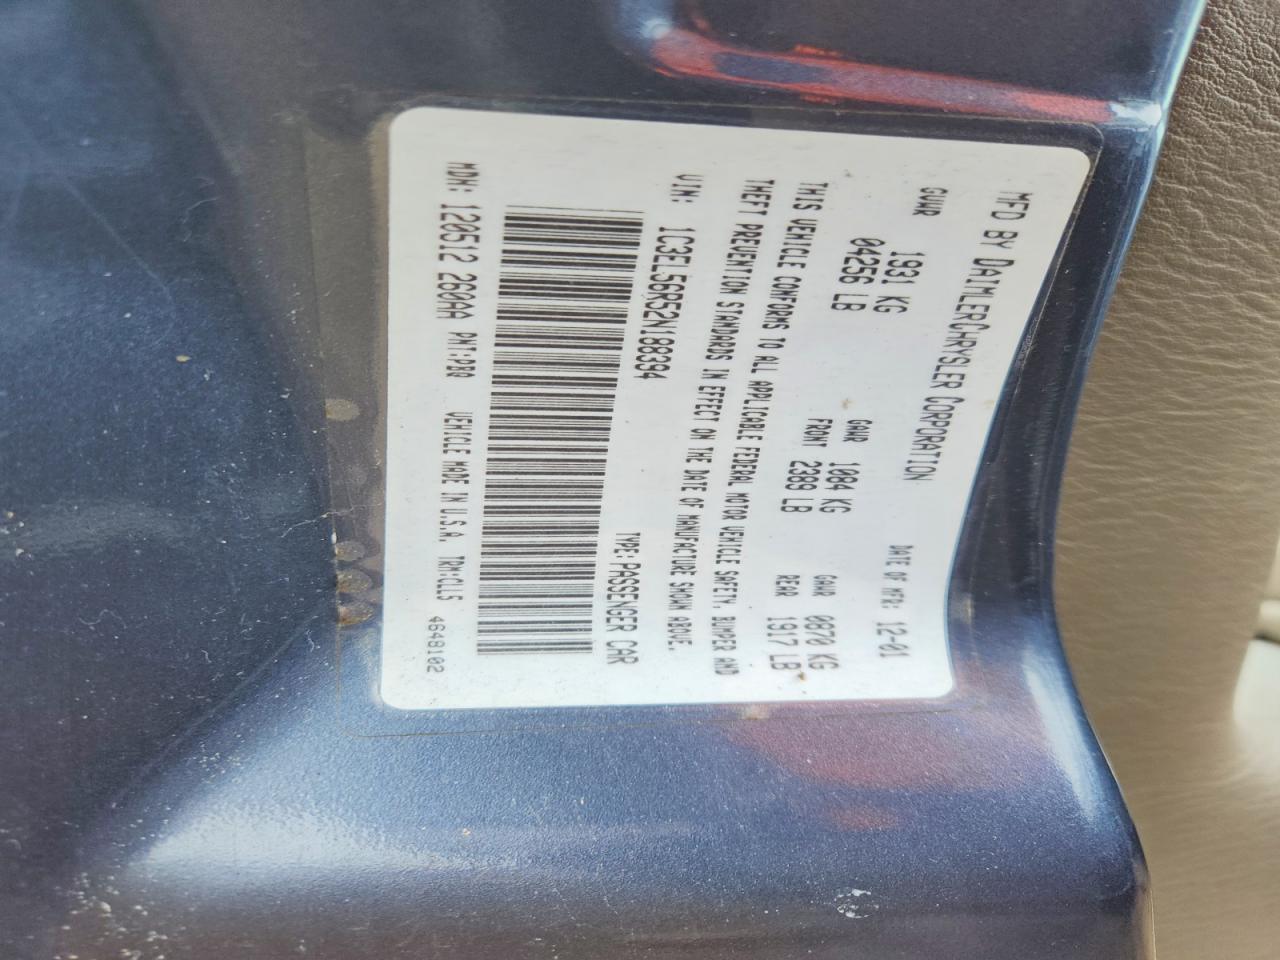 MFD BY DAIMLERCHRYSLER CORPORATION
DATE OF MFR: 12-01
GVWR 1931 KG
04256 LB
GAWR 1084 KG
FRONT 2389 LB
GAWR 0870 KG
REAR 1917 LB
THIS VEHICLE CONFORMS TO ALL APPLICABLE FEDERAL MOTOR VEHICLE SAFETY, BUMPER AND
THEFT PREVENTION STANDARDS IN EFFECT ON THE DATE OF MANUFACTURE SHOWN ABOVE.
VIN: 1C3EL56R52N188394
TYPE: PASSENGER CAR
MDH: 120512 260AA PNT: PBQ VEHICLE MADE IN U.S.A. TRM: CLL5
4648102